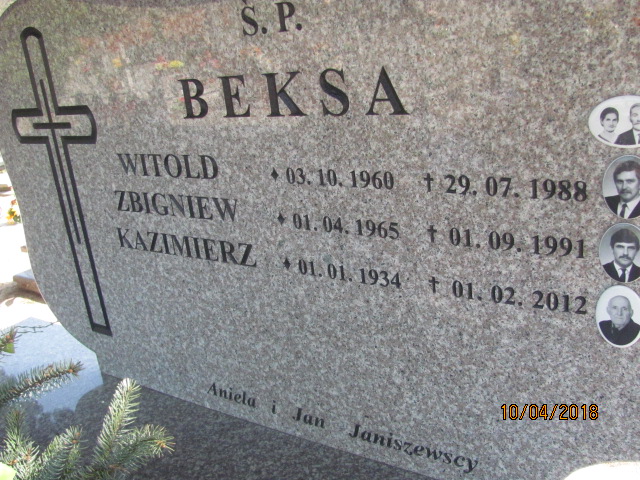 Ś.P.
BEKSA
WITOLD ♦ 03.10.1960 † 29.07.1988
ZBIGNIEW ♦ 01.04.1965 † 01.09.1991
KAZIMIERZ ♦ 01.01.1934 † 01.02.2012
Aniela i Jan Janiszewscy
10/04/2018